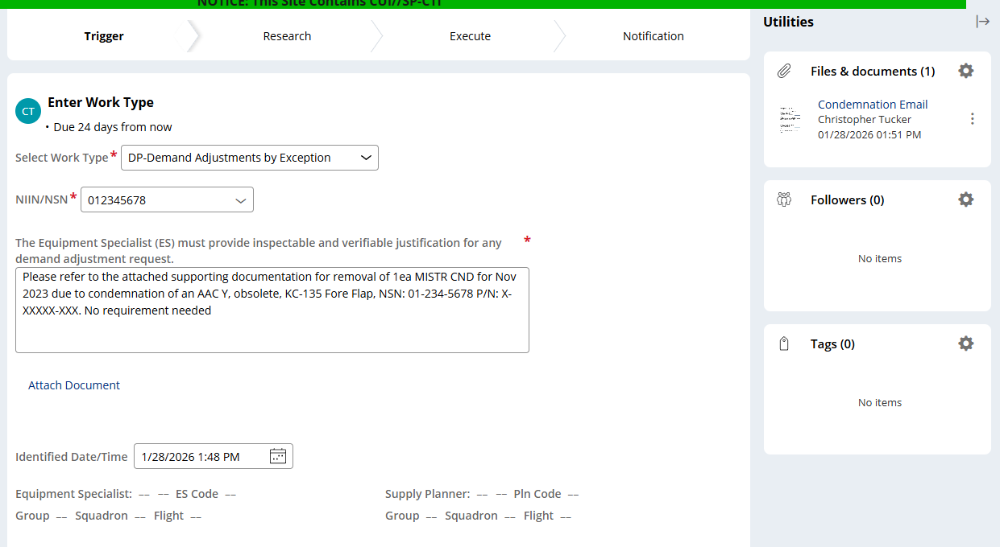 NOTICE: This Site Contains CUI//SP-CTI
Trigger
Research
Execute
Notification
CT
Enter Work Type
• Due 24 days from now
Select Work Type*
DP-Demand Adjustments by Exception
NIIN/NSN*
012345678
The Equipment Specialist (ES) must provide inspectable and verifiable justification for any *
demand adjustment request.
Please refer to the attached supporting documentation for removal of 1ea MISTR CND for Nov
2023 due to condemnation of an AAC Y, obsolete, KC-135 Fore Flap, NSN: 01-234-5678 P/N: X-
XXXXX-XXX. No requirement needed
Attach Document
Identified Date/Time
1/28/2026 1:48 PM
Equipment Specialist: –– –– ES Code ––
Group –– Squadron –– Flight ––
Supply Planner: –– –– Pln Code ––
Group –– Squadron –– Flight ––
Utilities
Files & documents (1)
Condemnation Email
Christopher Tucker
01/28/2026 01:51 PM
Followers (0)
No items
Tags (0)
No items